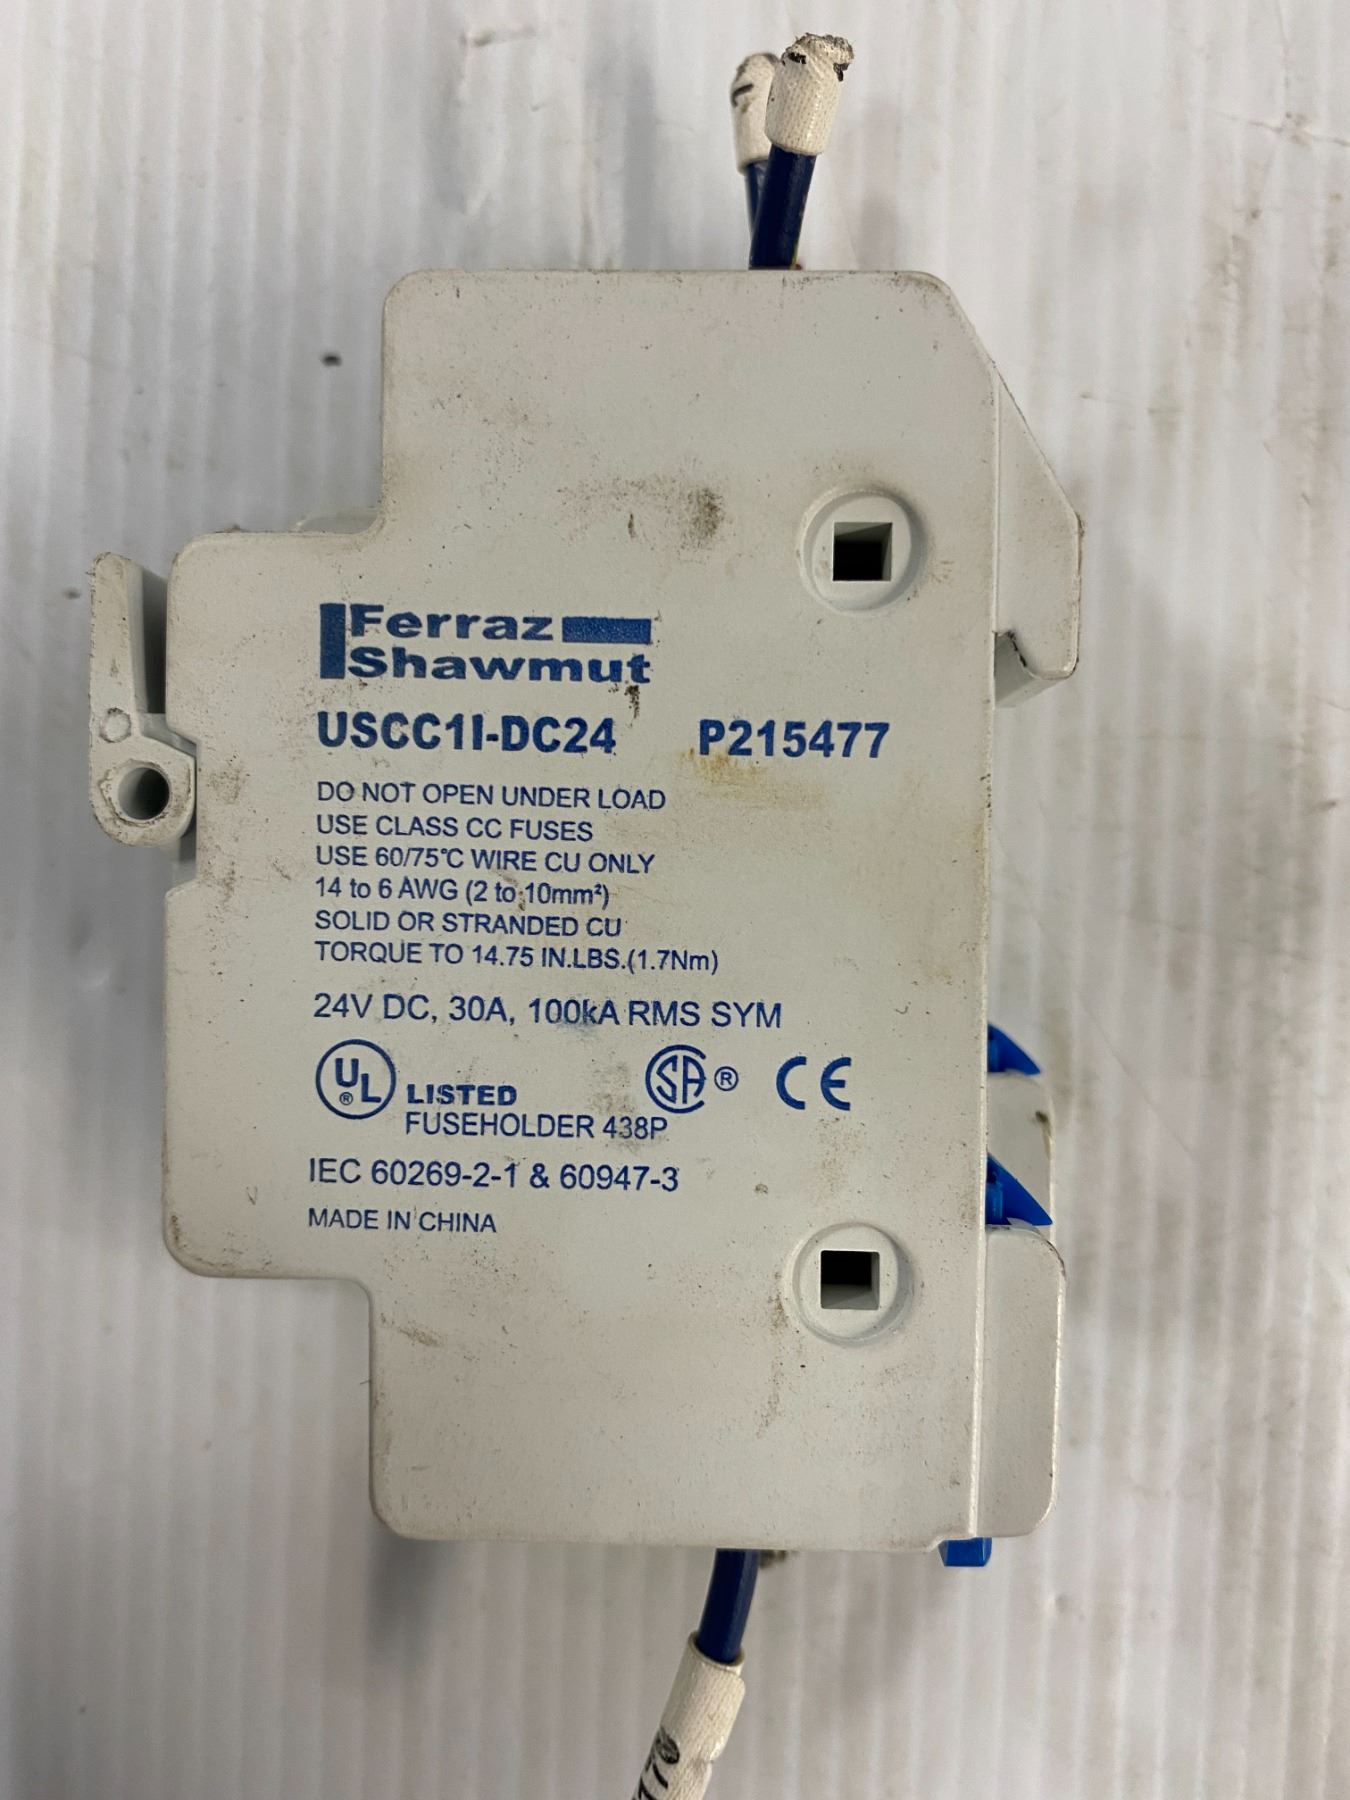 Ferraz
Shawmut
USCC1I-DC24 P215477
DO NOT OPEN UNDER LOAD
USE CLASS CC FUSES
USE 60/75°C WIRE CU ONLY
14 to 6 AWG (2 to 10mm²)
SOLID OR STRANDED CU
TORQUE TO 14.75 IN.LBS.(1.7Nm)
24V DC, 30A, 100kA RMS SYM
UL® LISTED SA® CE
FUSEHOLDER 438P
IEC 60269-2-1 & 60947-3
MADE IN CHINA